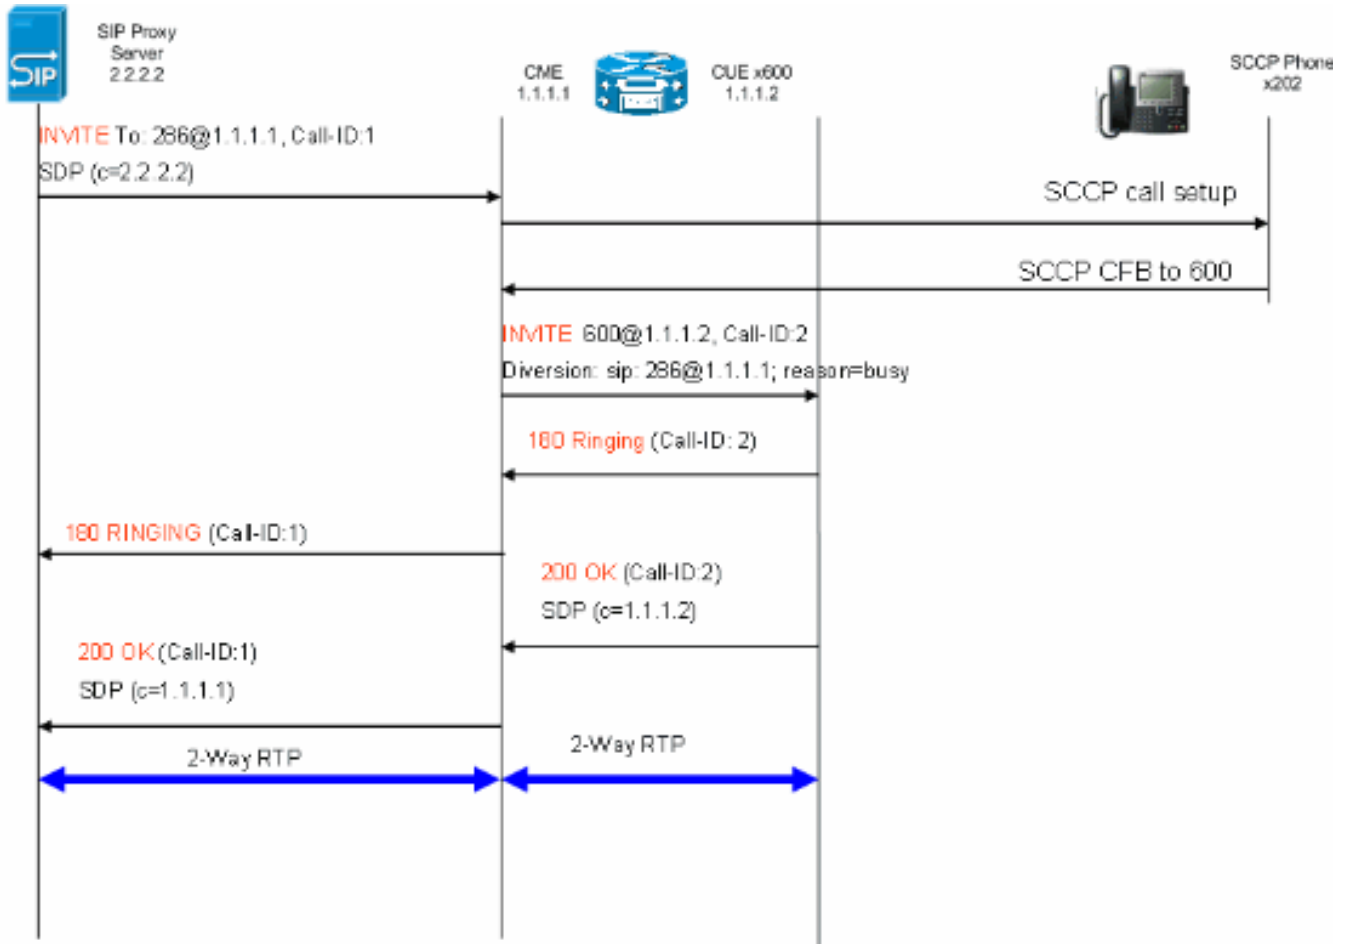 SIP Proxy
Server
2.2.2.2
SIP
CME
1.1.1.1
CUE x600
1.1.1.2
SCCP Phone
x202
INVITE To: 286@1.1.1.1, Call-ID:1
SDP (c=2.2.2.2)
SCCP call setup
SCCP CFB to 600
INVITE 600@1.1.1.2, Call-ID:2
Diversion: sip: 286@1.1.1.1; reason=busy
180 Ringing (Call-ID: 2)
180 RINGING (Call-ID:1)
200 OK (Call-ID:2)
SDP (c=1.1.1.2)
200 OK (Call-ID:1)
SDP (c=1.1.1.1)
2-Way RTP
2-Way RTP